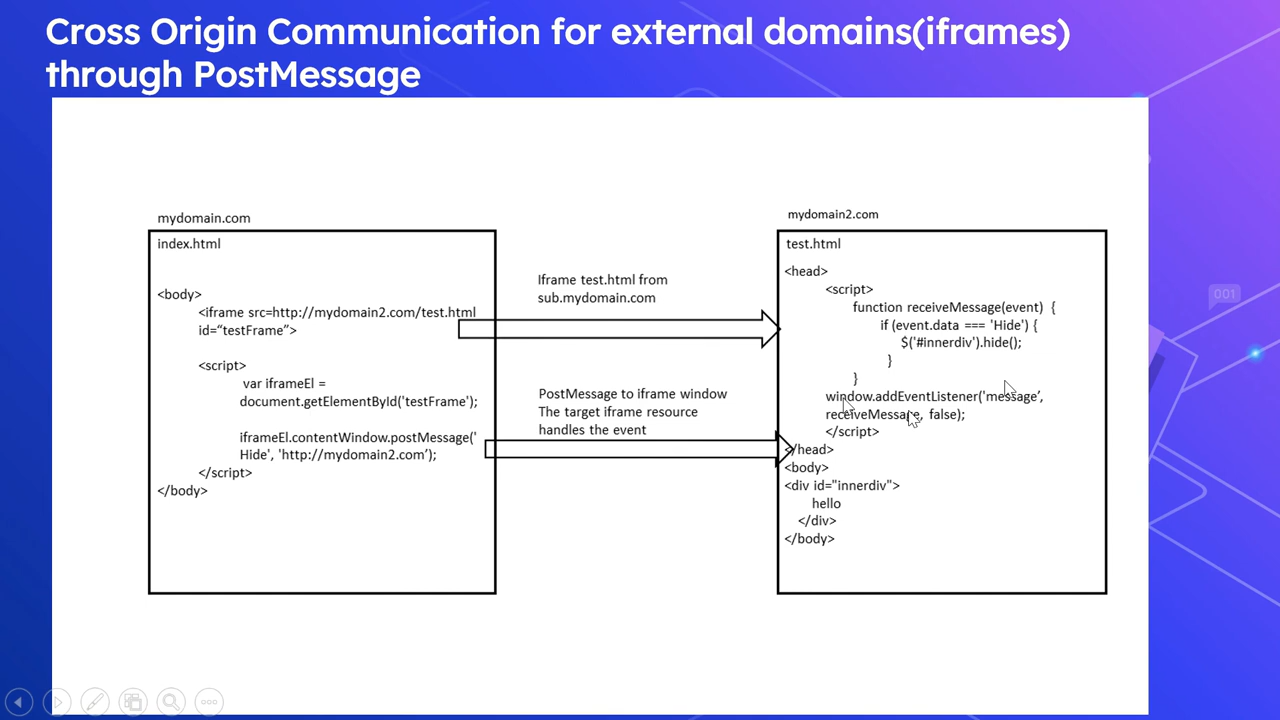 Cross Origin Communication for external domains(iframes)
through PostMessage
mydomain.com
index.html
<body>
<iframe src=http://mydomain2.com/test.html
id=“testFrame”>
<script>
var iframeEl =
document.getElementById('testFrame');
iframeEl.contentWindow.postMessage('
Hide', 'http://mydomain2.com’);
</script>
</body>
Iframe test.html from
sub.mydomain.com
PostMessage to iframe window
The target iframe resource
handles the event
mydomain2.com
test.html
<head>
<script>
function receiveMessage(event) {
if (event.data === 'Hide') {
$('#innerdiv').hide();
}
}
window.addEventListener('message’,
receiveMessage, false);
</script>
</head>
<body>
<div id="innerdiv">
hello
</div>
</body>
001